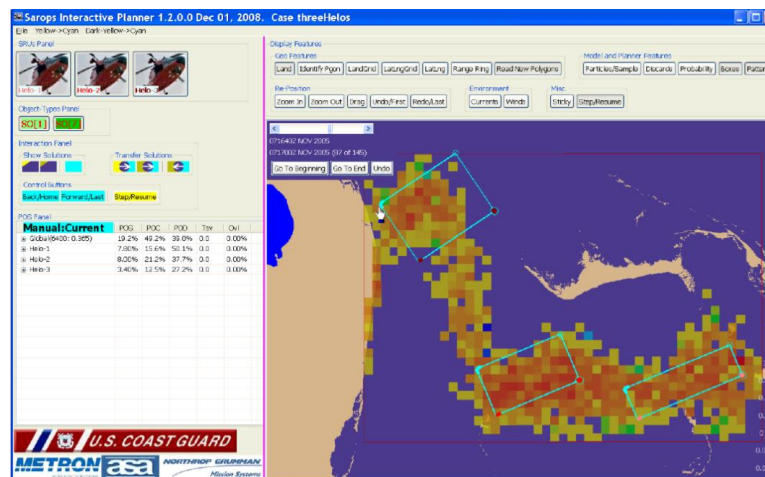 Sarops Interactive Planner 1.2.0.0 Dec 01, 2008. Case threeHelos
File Yellow->Cyan Dark-Yellow->Cyan
SRUs Panel
Helo-1 Helo-2 Helo-3
Object-Types Panel
SO[1] SO[2]
Interaction Panel
Show Solutions Transfer Solutions
Control Buttons
Back/Home Forward/Last Step/Resume
POS Panel
Manual:Current POS POC POD Tsv Ovl
Global(6400: 0.365) 19.2% 49.2% 39.0% 0.0 0.00%
Helo-1 7.80% 15.6% 50.1% 0.0 0.00%
Helo-2 8.00% 21.2% 37.7% 0.0 0.00%
Helo-3 3.40% 12.5% 27.2% 0.0 0.00%
U.S. COAST GUARD
METRON asa NORTHROP GRUMMAN
Mission Systems
Display Features
Geo Features
Land Identify Pgon LandGrid LatLngGrid LatLng Range Ring Read New Polygons
Model and Planner Features
Particles/Sample Discards Probability Boxes Patter
Re-Position
Zoom In Zoom Out Drag Undo/First Redo/Last
Environment
Currents Winds
Misc.
Sticky Step/Resume
071640Z NOV 2005
071700Z NOV 2005 (97 of 145)
Go To Beginning Go To End Undo